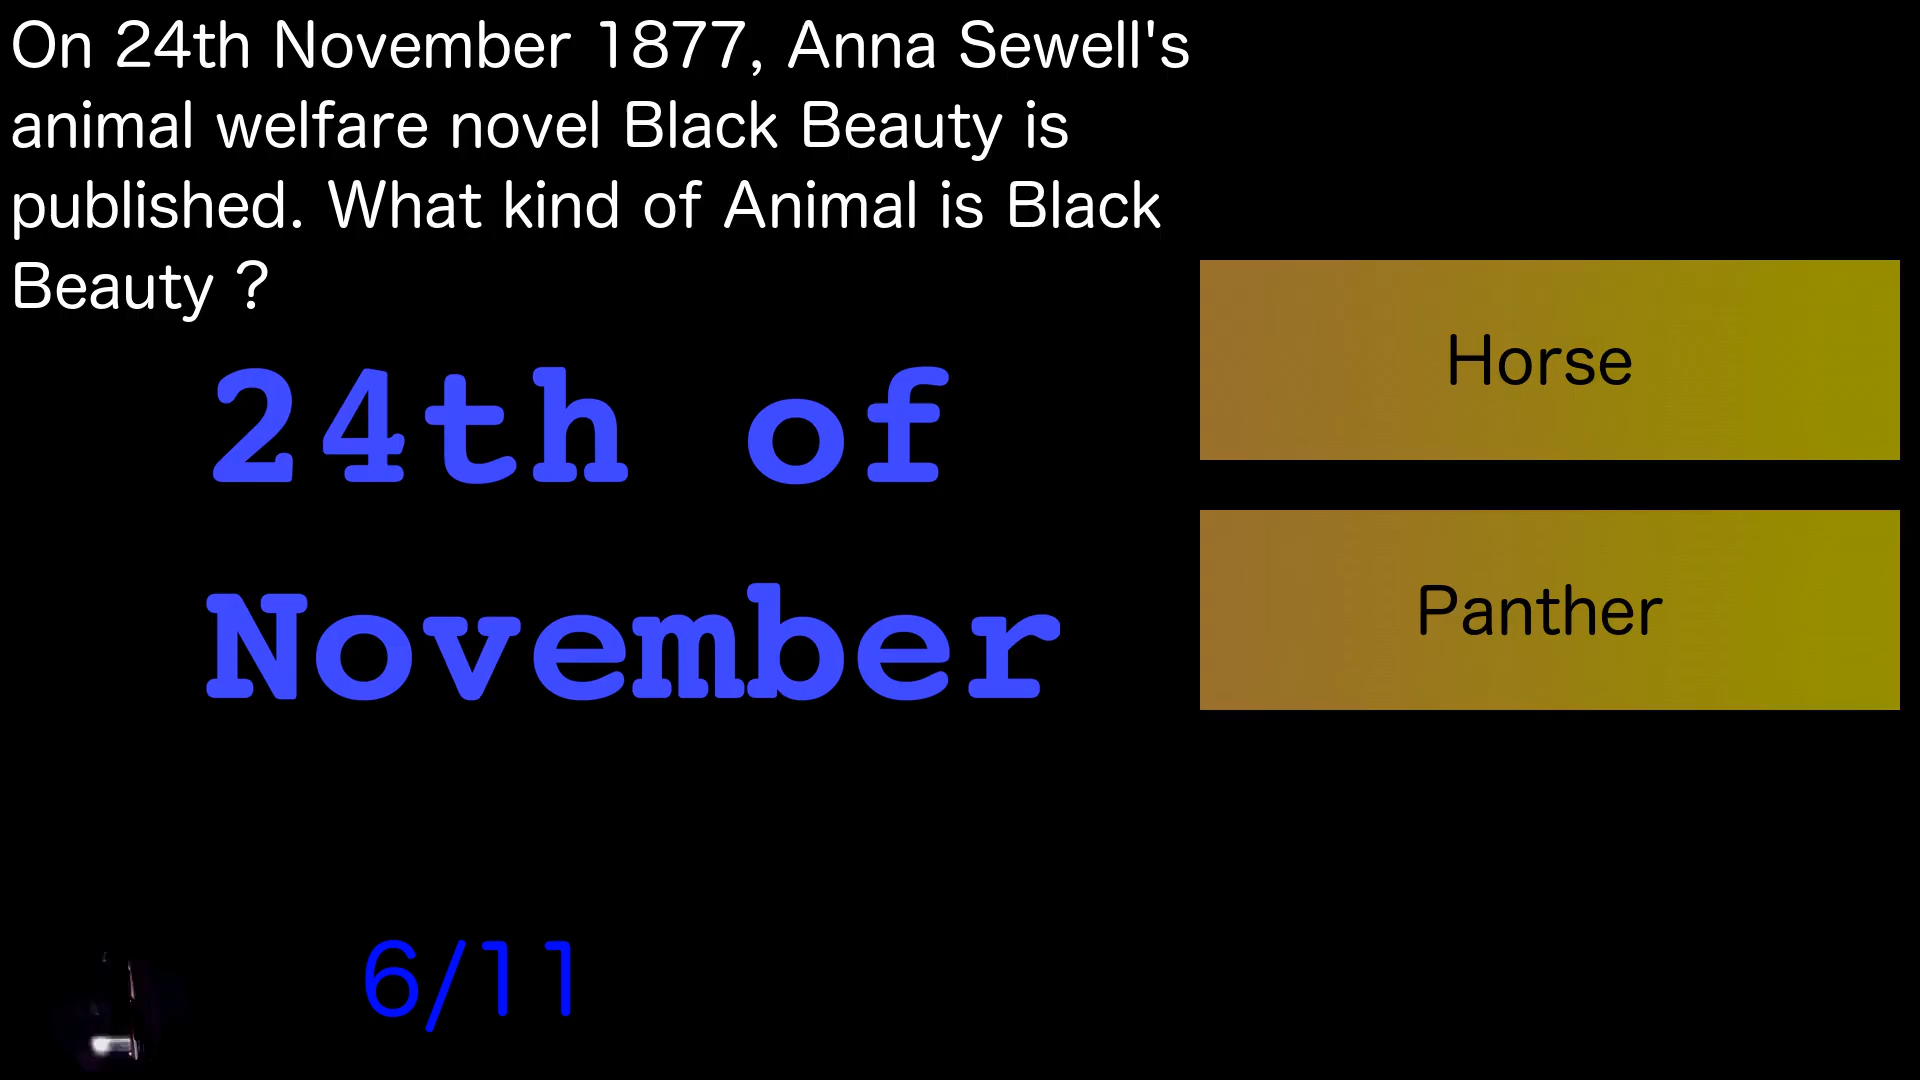 On 24th November 1877, Anna Sewell's
animal welfare novel Black Beauty is
published. What kind of Animal is Black
Beauty ?
Horse
24th of
Panther
November
6/11